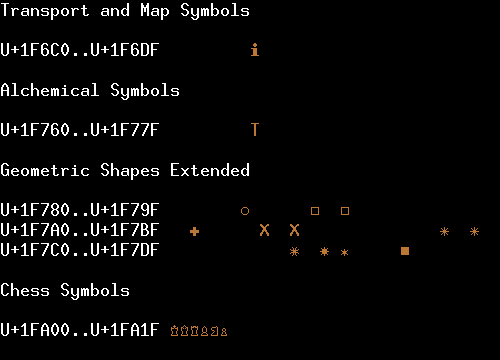 Transport and Map Symbols
U+1F6C0..U+1F6DF i
Alchemical Symbols
U+1F760..U+1F77F T
Geometric Shapes Extended
U+1F780..U+1F79F ○ □ □
U+1F7A0..U+1F7BF ✚ X X ✳ ✳
U+1F7C0..U+1F7DF ✳ ✷ ✶ ■
Chess Symbols
U+1FA00..U+1FA1F ♔♕♖♗♘♙